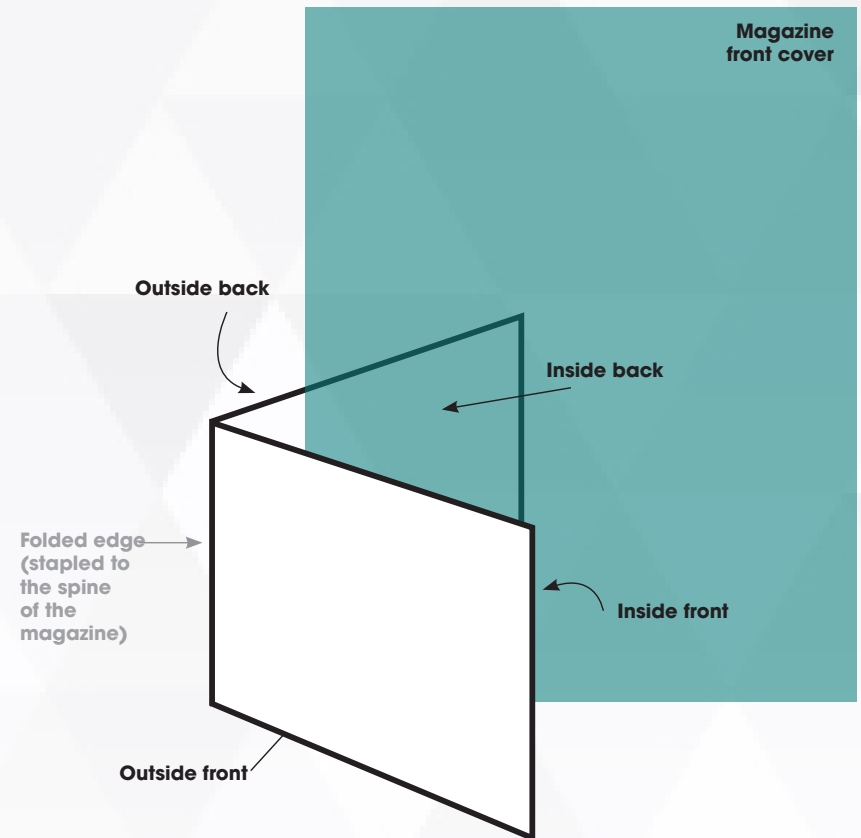 Magazine
front cover
Outside back
Inside back
Folded edge
(stapled to
the spine
of the
magazine)
Inside front
Outside front